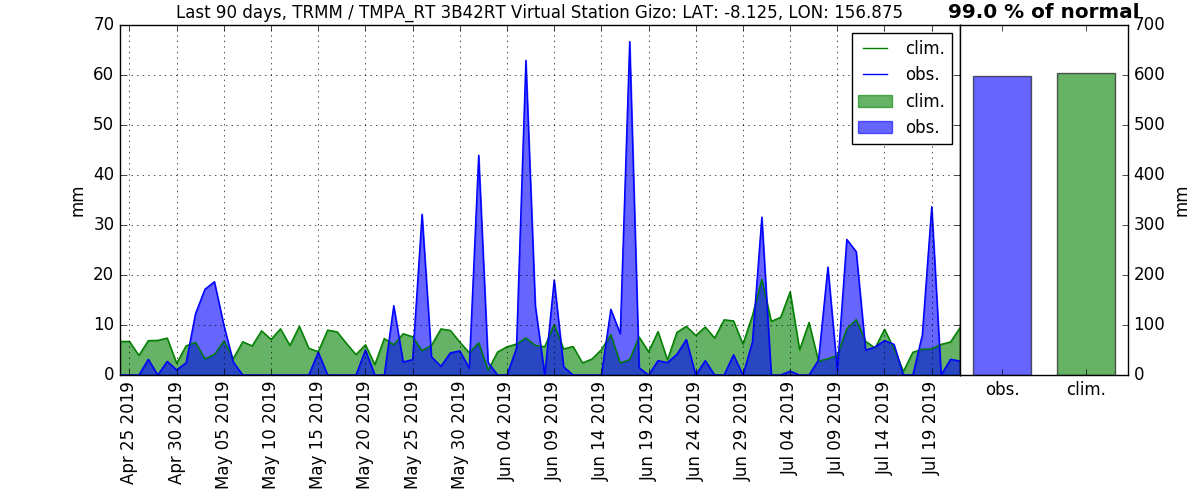 Last 90 days, TRMM / TMPA_RT 3B42RT Virtual Station Gizo: LAT: -8.125, LON: 156.875
99.0 % of normal
clim.
obs.
clim.
obs.
mm
70
60
50
40
30
20
10
0
Apr 25 2019
Apr 30 2019
May 05 2019
May 10 2019
May 15 2019
May 20 2019
May 25 2019
May 30 2019
Jun 04 2019
Jun 09 2019
Jun 14 2019
Jun 19 2019
Jun 24 2019
Jun 29 2019
Jul 04 2019
Jul 09 2019
Jul 14 2019
Jul 19 2019
700
600
500
400
300
200
100
0
mm
obs.
clim.